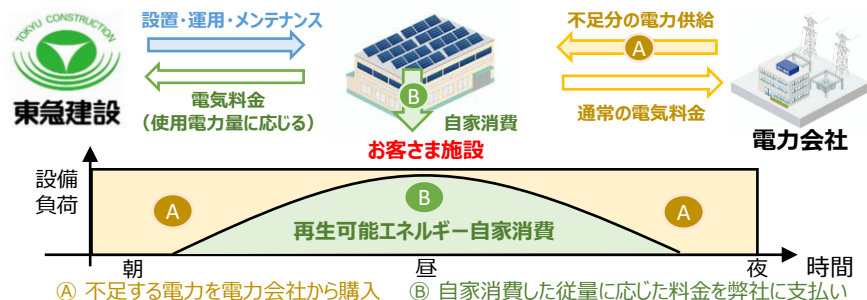 TOKYU CONSTRUCTION
東急建設
設置・運用・メンテナンス
電気料金
（使用電力量に応じる）
B
自家消費
お客さま施設
不足分の電力供給
A
通常の電気料金
電力会社
設備
負荷
A
B
A
再生可能エネルギー自家消費
朝
昼
夜
時間
Ⓐ 不足する電力を電力会社から購入
Ⓑ 自家消費した従量に応じた料金を弊社に支払い